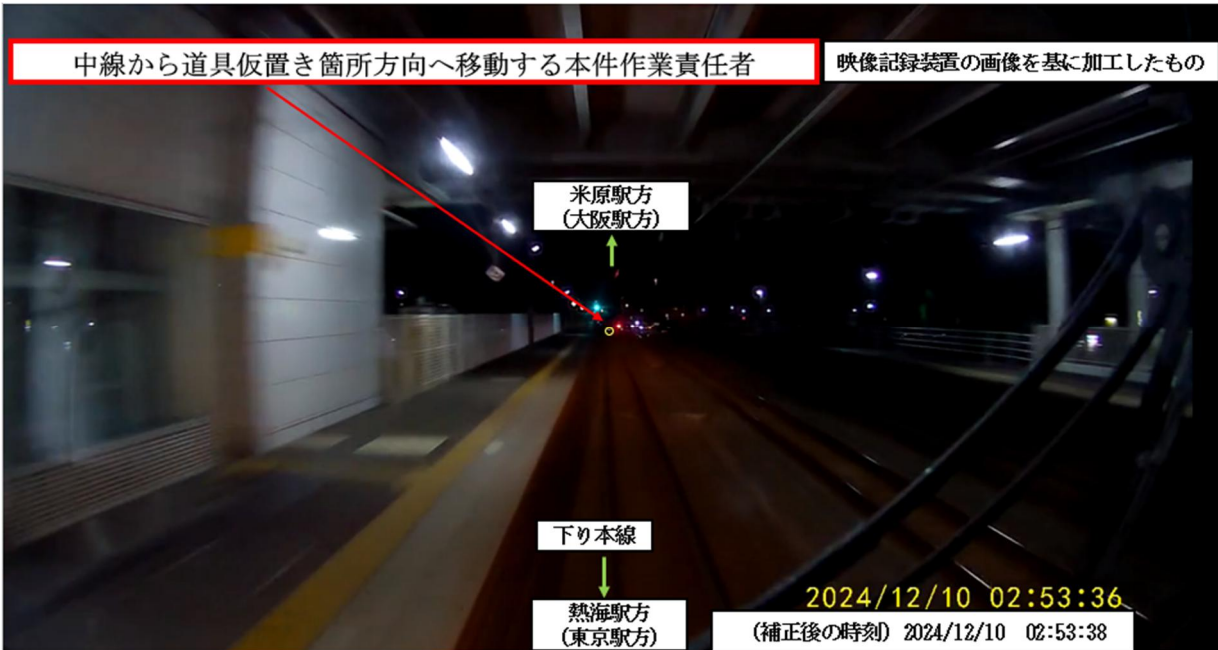 中線から道具仮置き箇所方向へ移動する本件作業責任者
映像記録装置の画像を基に加工したもの
米原駅方
(大阪駅方)
下り本線
熱海駅方
(東京駅方)
2024/12/10 02:53:36
(補正後の時刻) 2024/12/10 02:53:38